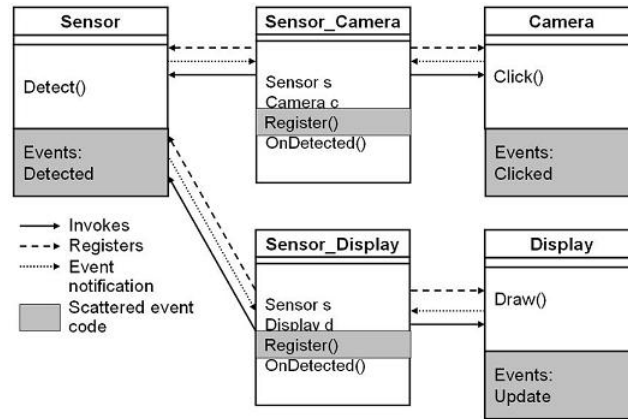 Sensor
Detect()
Events:
Detected
Sensor_Camera
Sensor s
Camera c
Register()
OnDetected()
Camera
Click()
Events:
Clicked
Invokes
Registers
Event
notification
Scattered event
code
Sensor_Display
Sensor s
Display d
Register()
OnDetected()
Display
Draw()
Events:
Update